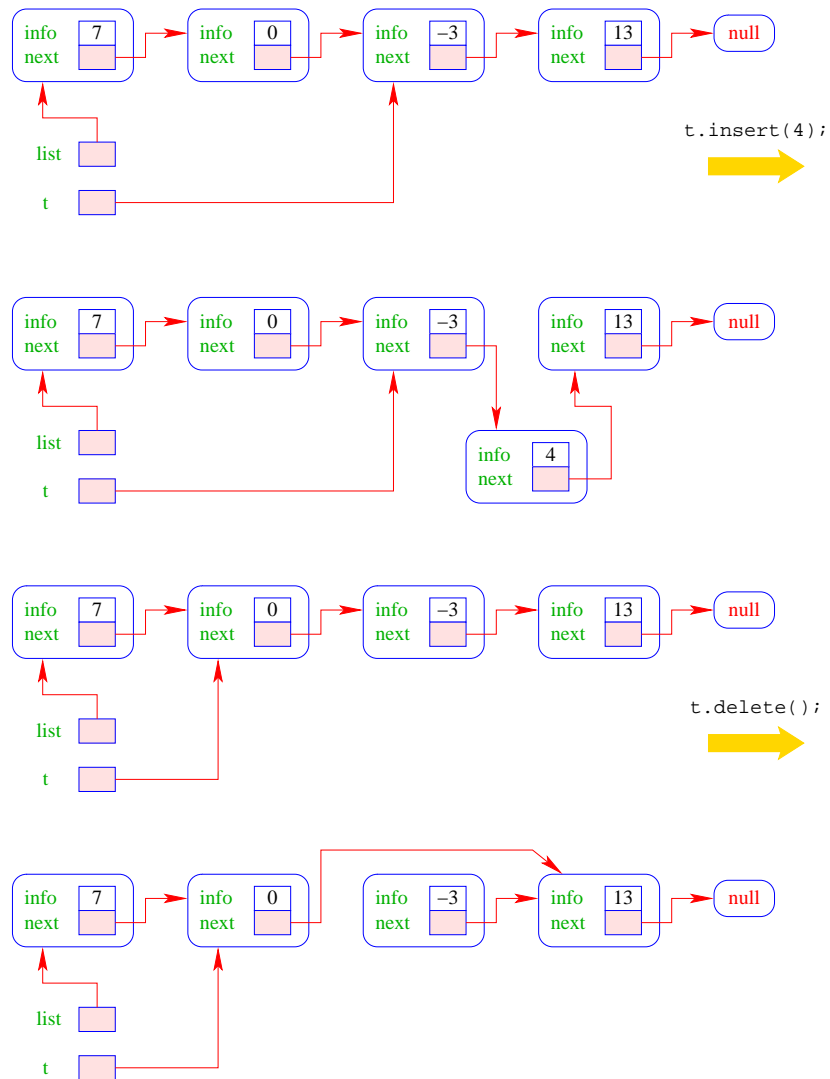 info 7 info 0 info −3 info 13 null
next next next next
t.insert(4);
list
t
info 7 info 0 info −3 info 13 null
next next next next
list info 4
t next
info 7 info 0 info −3 info 13 null
next next next next
t.delete();
list
t
info 7 info 0 info −3 info 13 null
next next next next
list
t